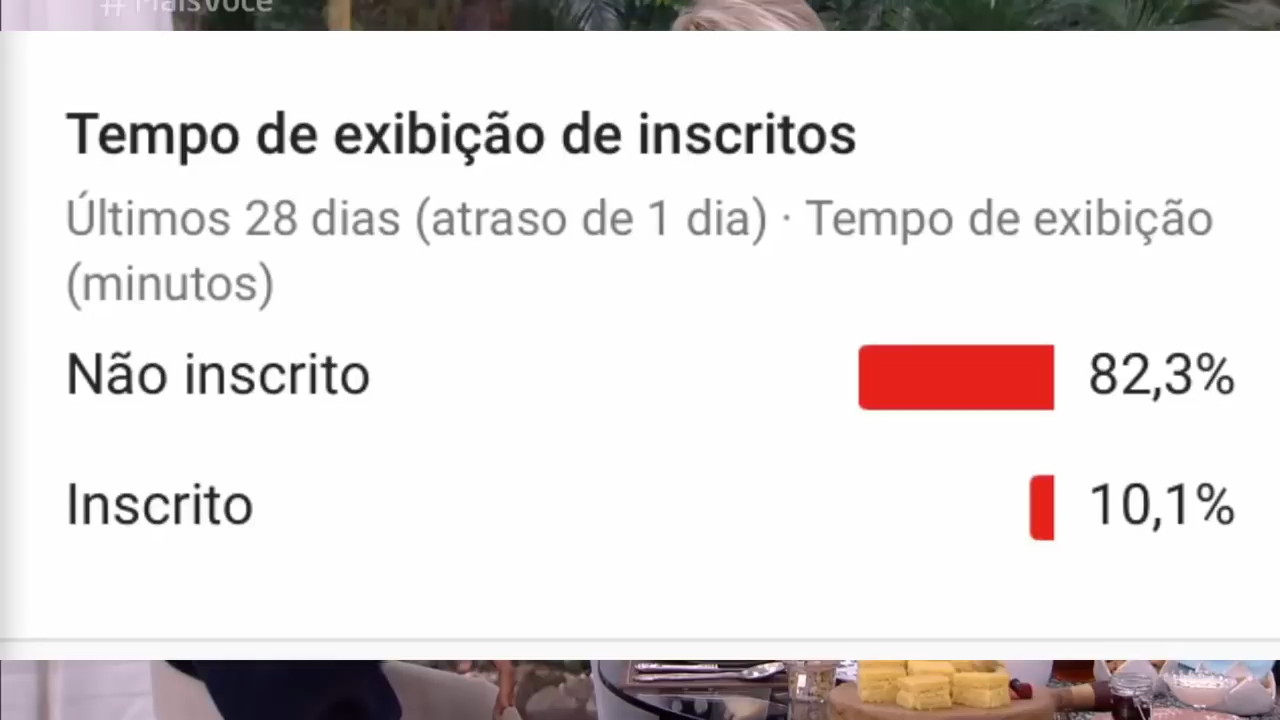 #MaisVocê
Tempo de exibição de inscritos
Últimos 28 dias (atraso de 1 dia) · Tempo de exibição
(minutos)
Não inscrito 82,3%
Inscrito 10,1%